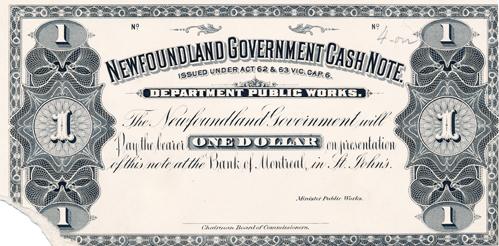 1 Nº Nº 1
4-on
NEWFOUNDLAND GOVERNMENT CASH NOTE.
ISSUED UNDER ACT 62 & 63 VIC. CAP. 6.
DEPARTMENT PUBLIC WORKS.
The Newfoundland Government will
1 Pay the bearer ONE DOLLAR on presentation 1
of this note at the Bank of Montreal, in St. John's.
Minister Public Works.
1 1
Chairman Board of Commissioners.